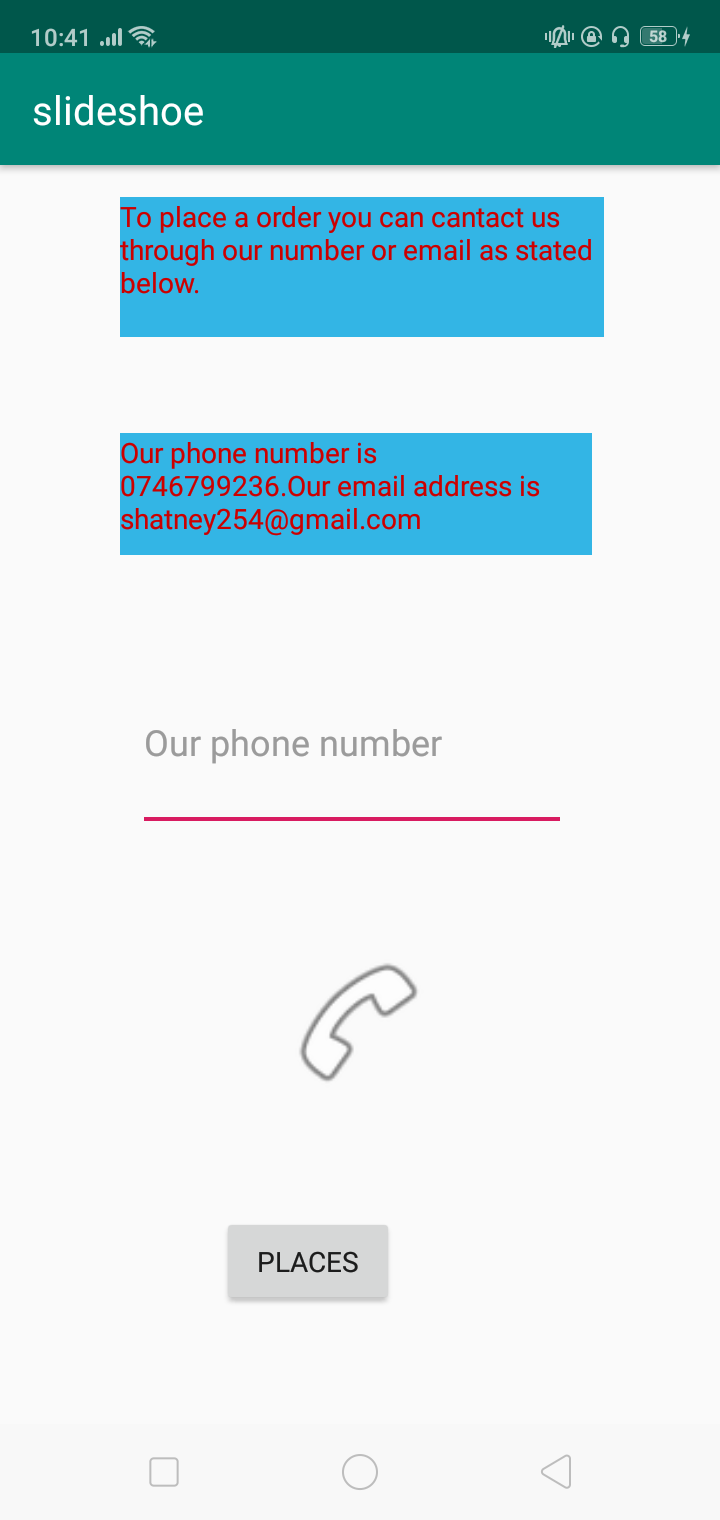 10:41
58
slideshoe
To place a order you can cantact us
through our number or email as stated
below.
Our phone number is
0746799236.Our email address is
shatney254@gmail.com
Our phone number
PLACES